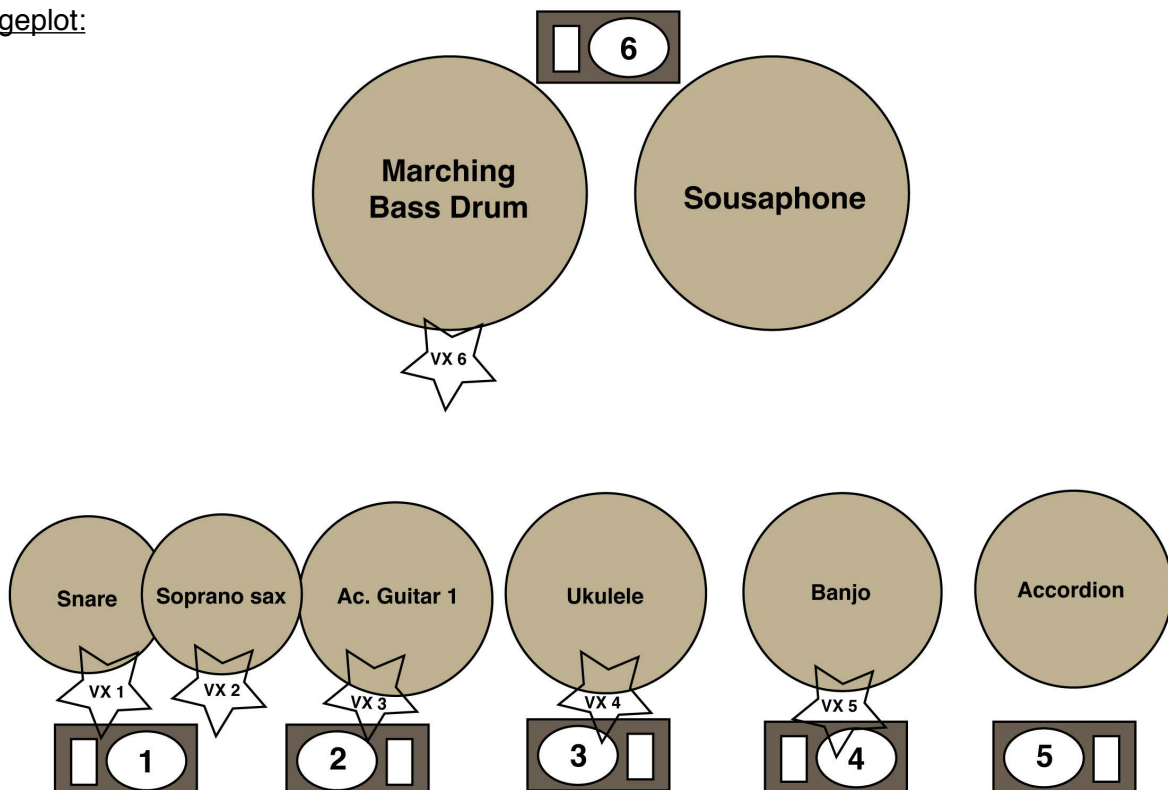 geplot:
6
Marching
Bass Drum
Sousaphone
VX 6
Snare
Soprano sax
Ac. Guitar 1
Ukulele
Banjo
Accordion
VX 1
VX 2
VX 3
VX 4
VX 5
1
2
3
4
5